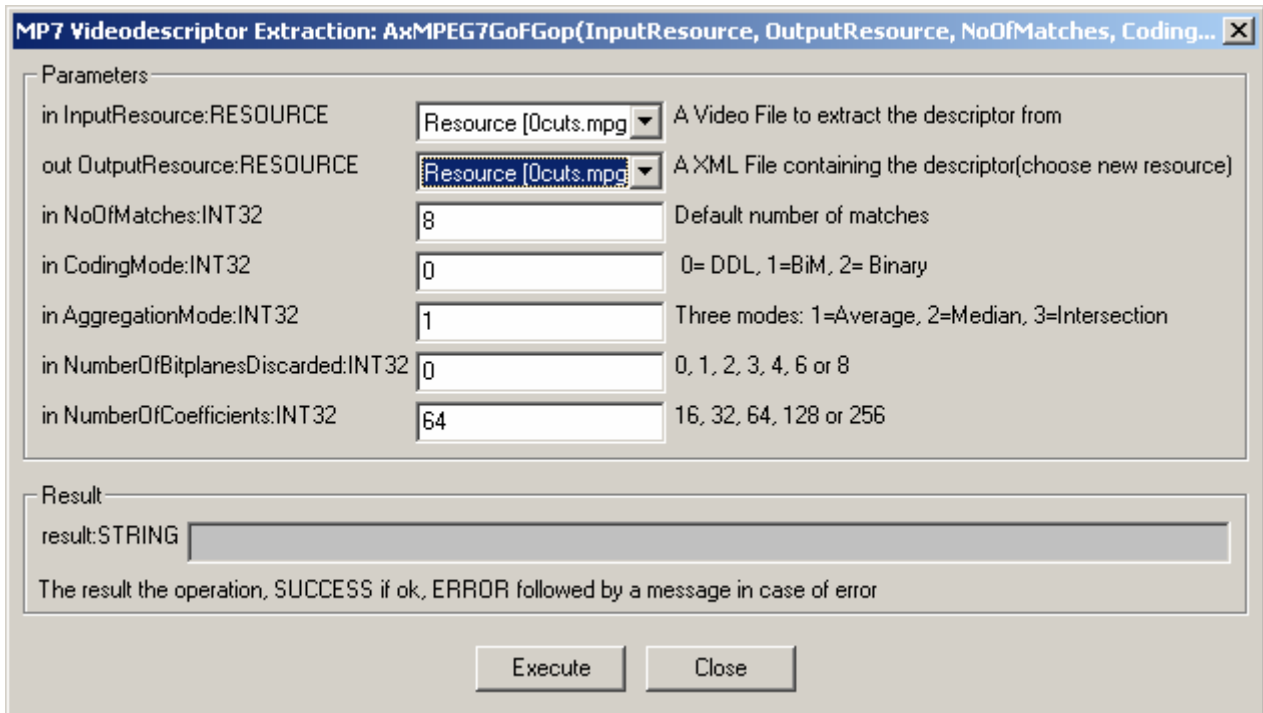 MP7 Videodescriptor Extraction: AxMPEG7GoFGop(InputResource, OutputResource, NoOfMatches, Coding...
Parameters
in InputResource:RESOURCE Resource [0cuts.mpg A Video File to extract the descriptor from
out OutputResource:RESOURCE Resource [0cuts.mpg A XML File containing the descriptor(choose new resource)
in NoOfMatches:INT32 8 Default number of matches
in CodingMode:INT32 0 0= DDL, 1=BiM, 2= Binary
in AggregationMode:INT32 1 Three modes: 1=Average, 2=Median, 3=Intersection
in NumberOfBitplanesDiscarded:INT32 0 0, 1, 2, 3, 4, 6 or 8
in NumberOfCoefficients:INT32 64 16, 32, 64, 128 or 256
Result
result:STRING
The result the operation, SUCCESS if ok, ERROR followed by a message in case of error
Execute Close